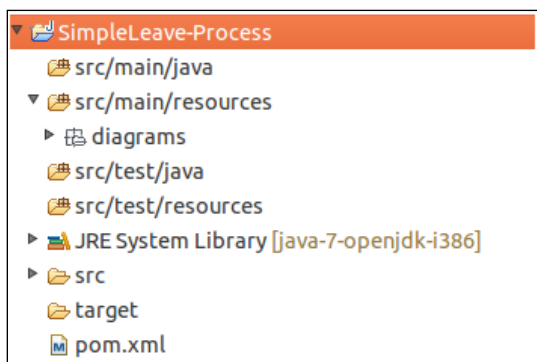 SimpleLeave-Process
src/main/java
src/main/resources
diagrams
src/test/java
src/test/resources
JRE System Library [java-7-openjdk-i386]
src
target
pom.xml